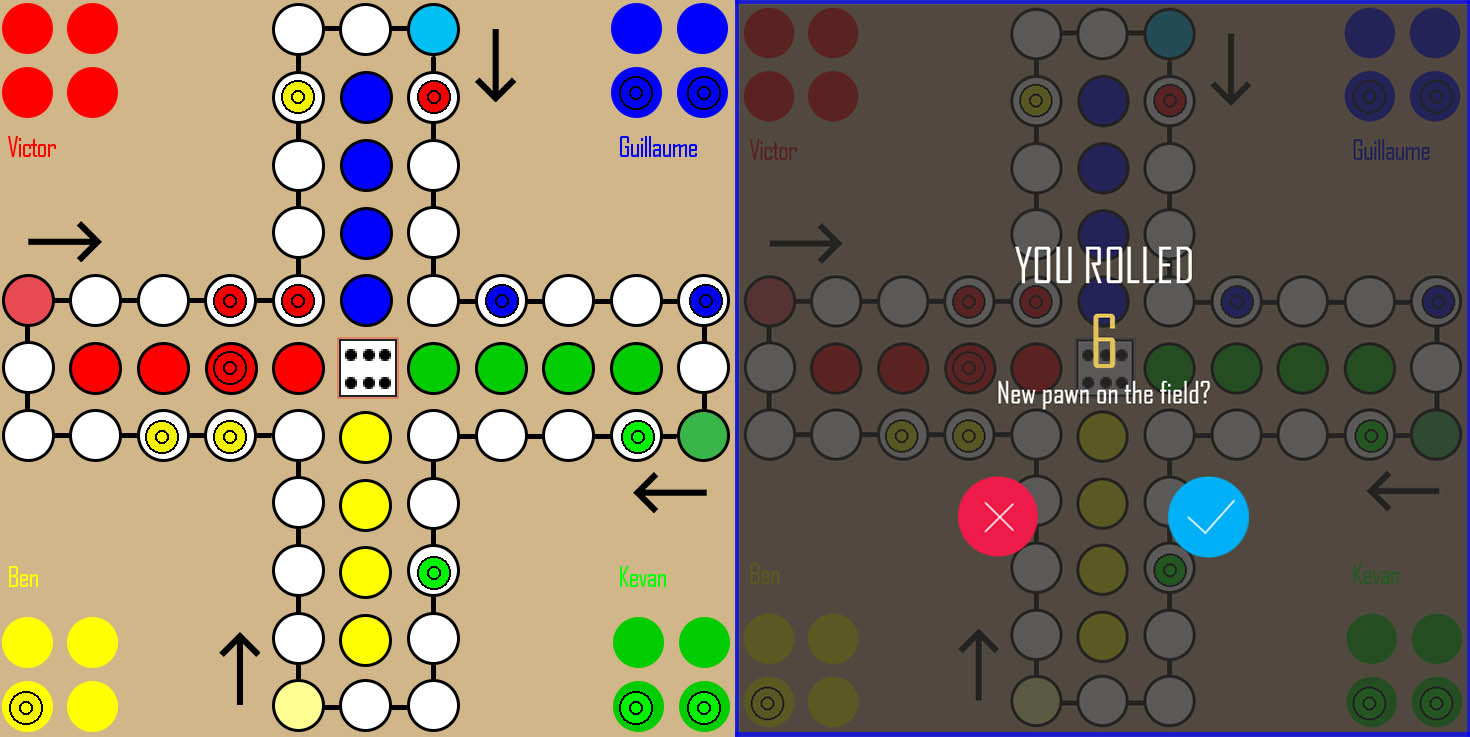 Victor
Guillaume
Ben
Kevan
Victor
Guillaume
YOU ROLLED
6
New pawn on the field?
Ben
Kevan